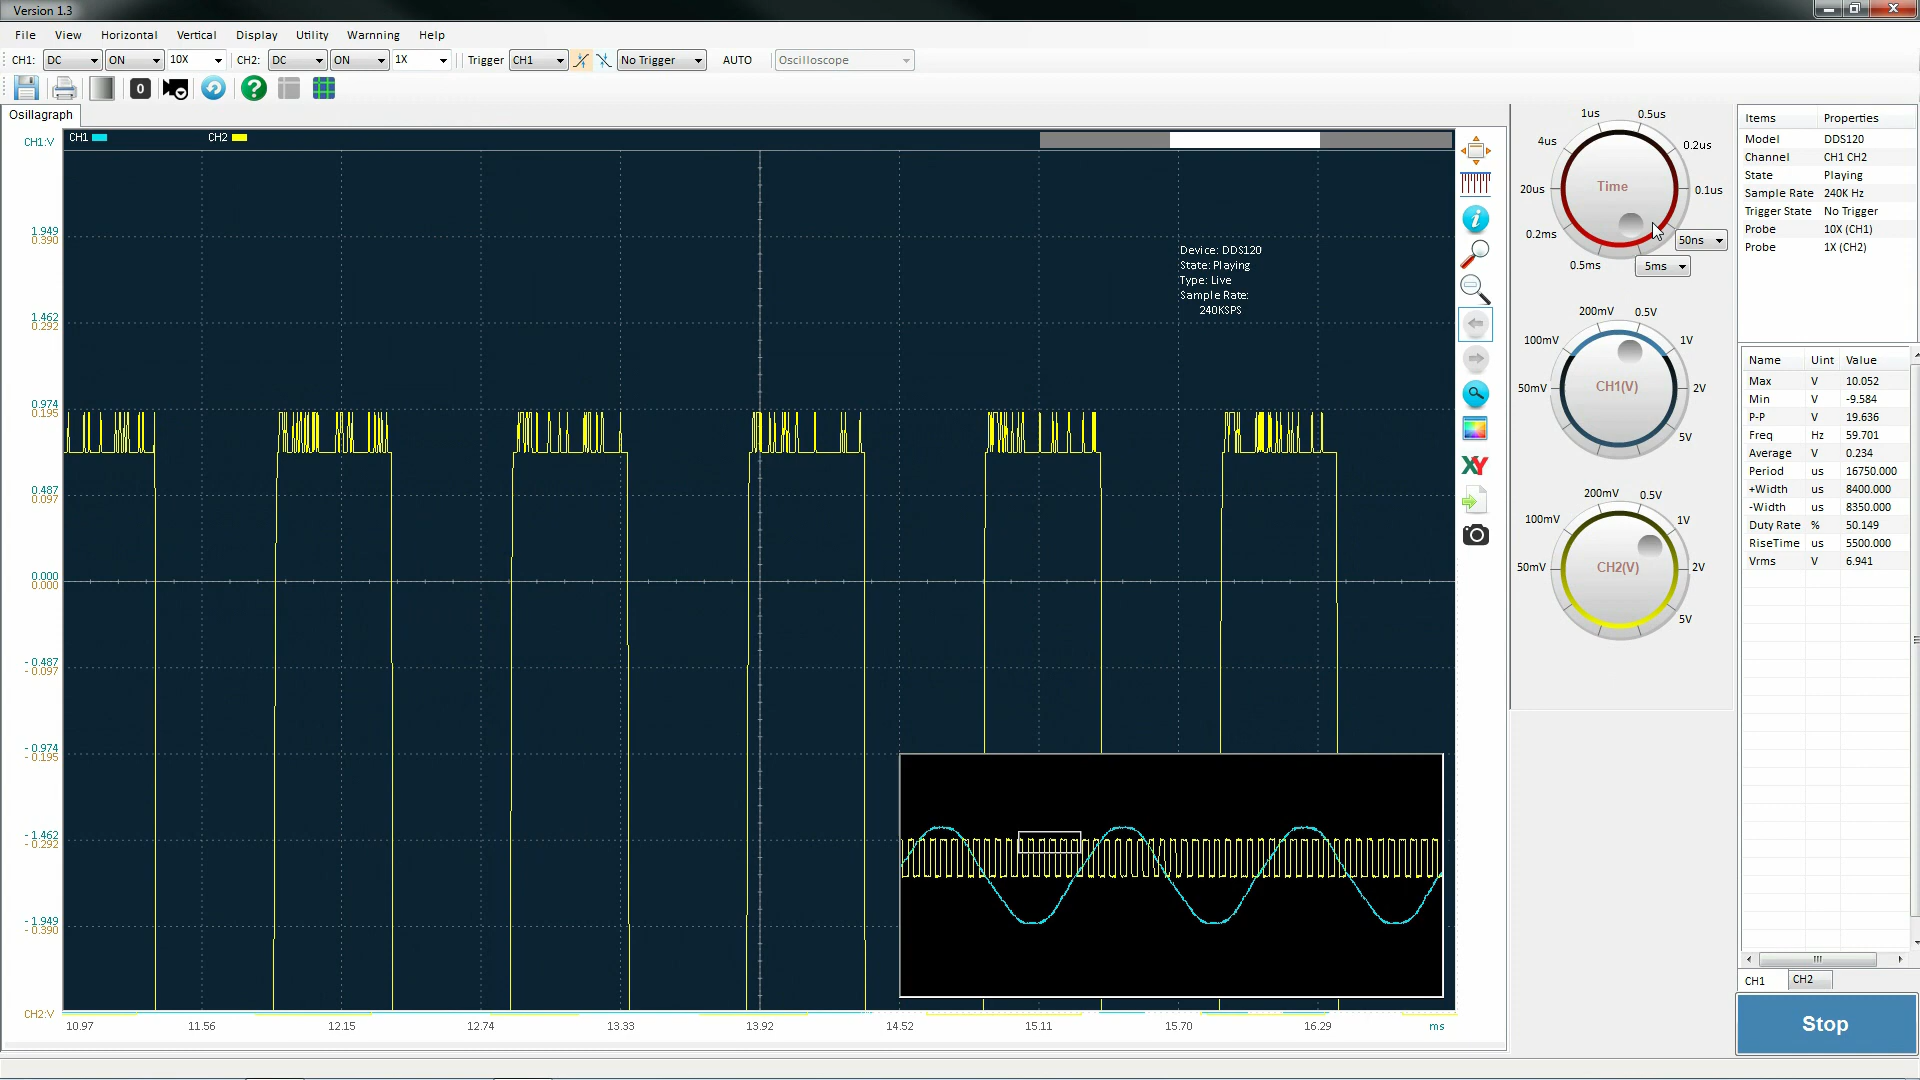 Version 1.3
File View Horizontal Vertical Display Utility Warnning Help
CH1: DC ON 10X CH2: DC ON 1X Trigger CH1 No Trigger AUTO Oscilloscope
0
?
Osillagraph
CH1:V CH1 CH2
1.949
0.390
1.462
0.292
0.974
0.195
0.487
0.097
0.000
0.000
- 0.487
- 0.097
- 0.974
- 0.195
- 1.462
- 0.292
- 1.949
- 0.390
CH2:V
10.97 11.56 12.15 12.74 13.33 13.92 14.52 15.11 15.70 16.29 ms
Device: DDS120
State: Playing
Type: Live
Sample Rate:
240KSPS
i
XY
1us 0.5us
4us 0.2us
20us Time 0.1us
0.2ms 50ns
0.5ms 5ms
200mV 0.5V
100mV 1V
50mV CH1(V) 2V
5V
200mV 0.5V
100mV 1V
50mV CH2(V) 2V
5V
Items Properties
Model DDS120
Channel CH1 CH2
State Playing
Sample Rate 240K Hz
Trigger State No Trigger
Probe 10X (CH1)
Probe 1X (CH2)
Name Uint Value
Max V 10.052
Min V -9.584
P-P V 19.636
Freq Hz 59.701
Average V 0.234
Period us 16750.000
+Width us 8400.000
-Width us 8350.000
Duty Rate % 50.149
RiseTime us 5500.000
Vrms V 6.941
CH1 CH2
Stop